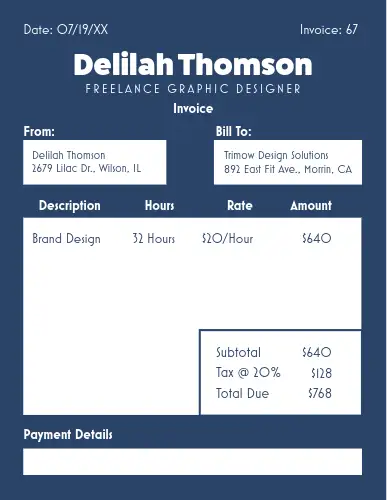 Date: 07/19/XX Invoice: 67
Delilah Thomson
FREELANCE GRAPHIC DESIGNER
Invoice
From: Bill To:
Delilah Thomson Trimow Design Solutions
2679 Lilac Dr., Wilson, IL 892 East Fit Ave., Morrin, CA
Description Hours Rate Amount
Brand Design 32 Hours $20/Hour $640
Subtotal $640
Tax @ 20% $128
Total Due $768
Payment Details